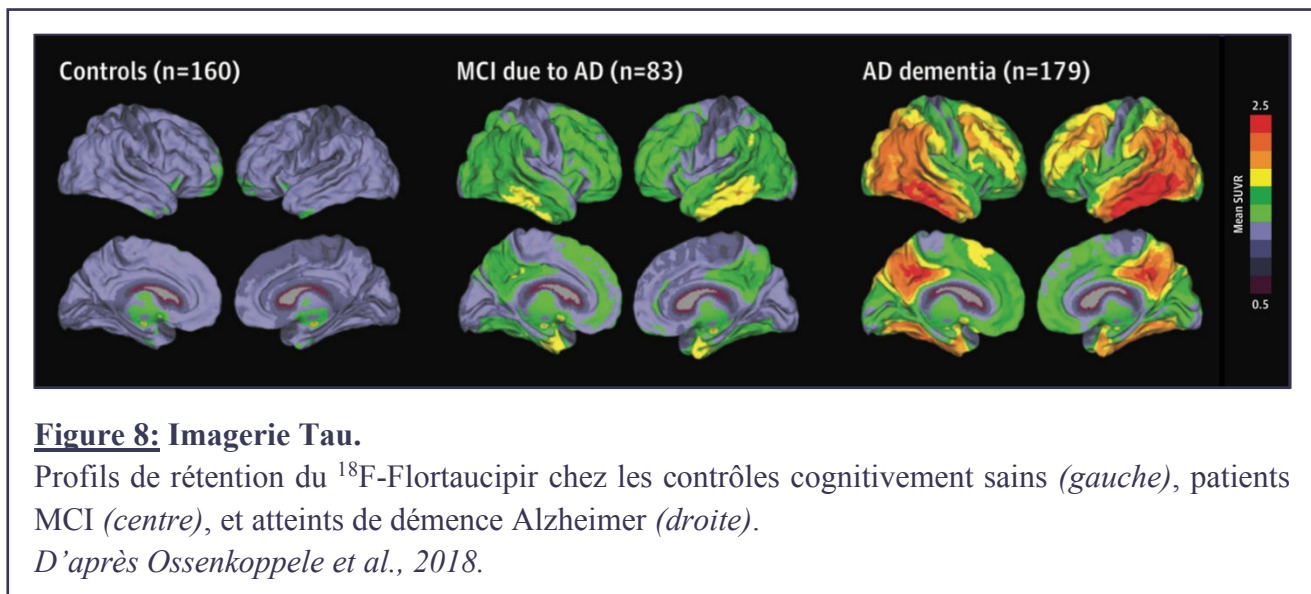 Controls (n=160)
MCI due to AD (n=83)
AD dementia (n=179)
2.5
Mean SUVR
0.5
Figure 8: Imagerie Tau.
Profils de rétention du ¹⁸F-Flortaucipir chez les contrôles cognitivement sains (gauche), patients
MCI (centre), et atteints de démence Alzheimer (droite).
D’après Ossenkoppele et al., 2018.